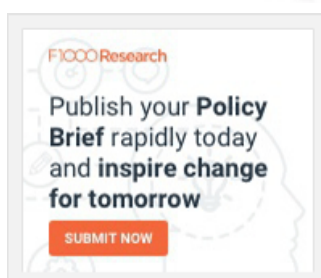 F1000Research
Publish your Policy
Brief rapidly today
and inspire change
for tomorrow
SUBMIT NOW